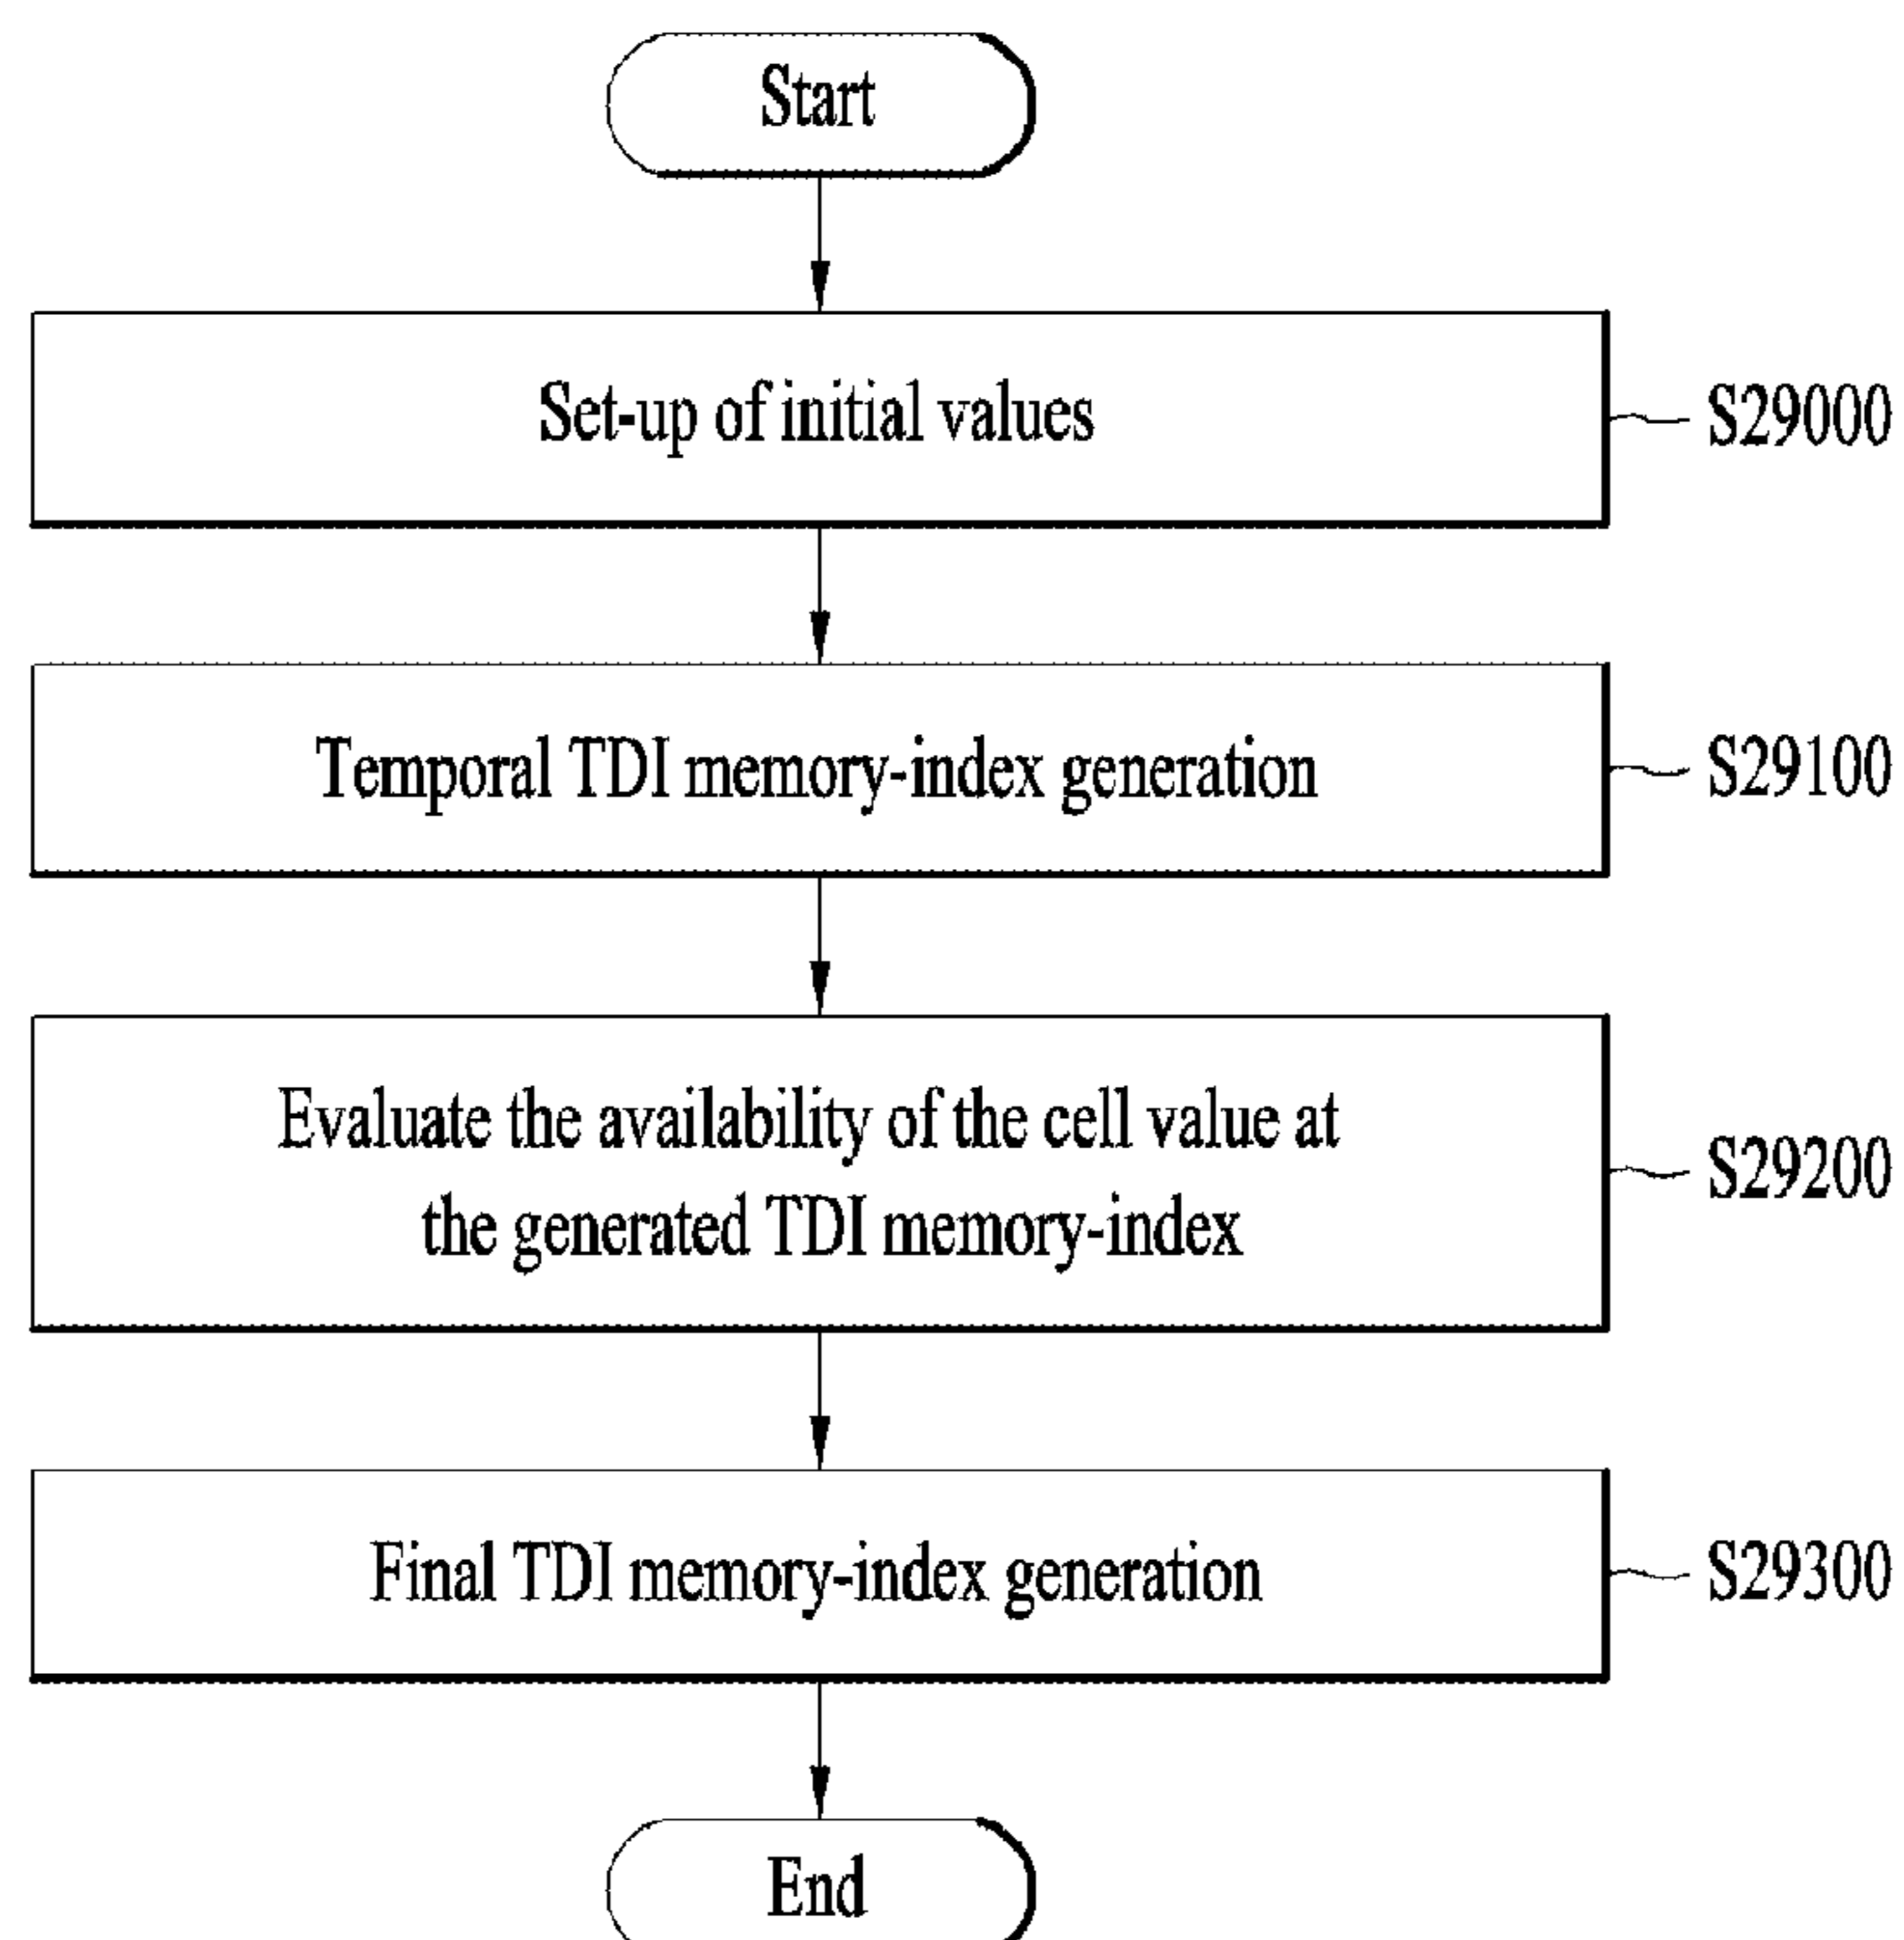 Start
Set-up of initial values
S29000
Temporal TDI memory-index generation
S29100
Evaluate the availability of the cell value at
the generated TDI memory-index
S29200
Final TDI memory-index generation
S29300
End